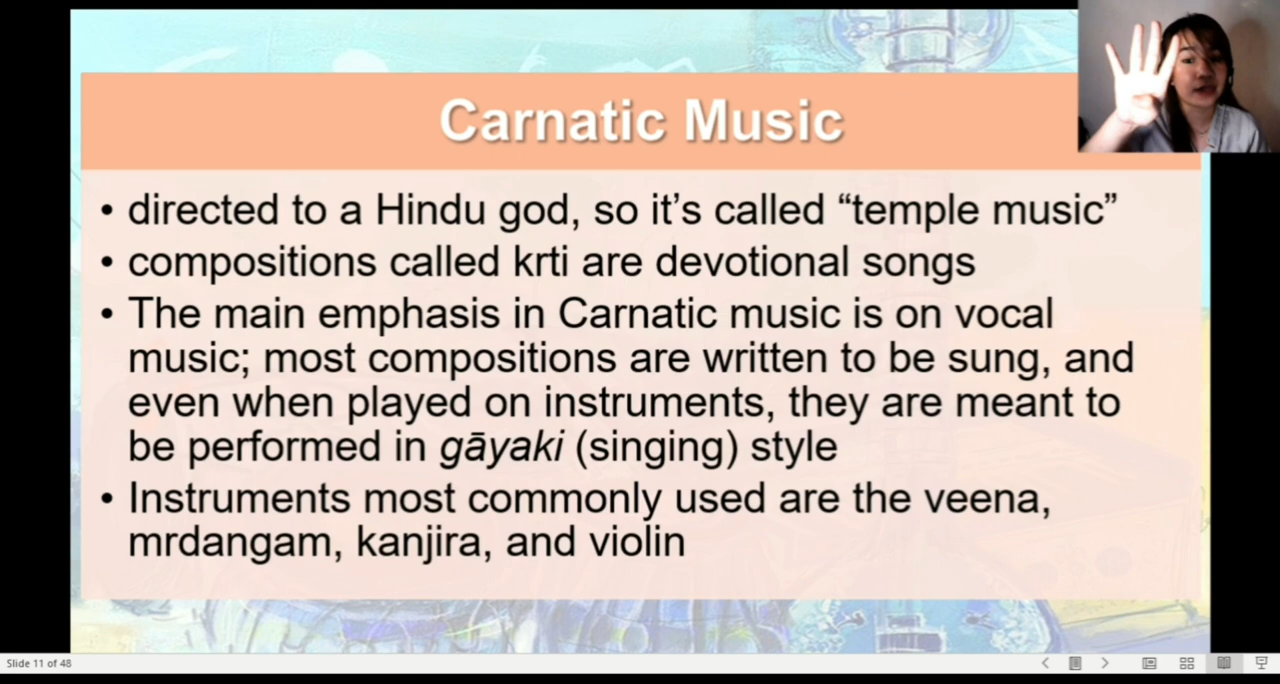 Carnatic Music
• directed to a Hindu god, so it’s called “temple music”
• compositions called krti are devotional songs
• The main emphasis in Carnatic music is on vocal
music; most compositions are written to be sung, and
even when played on instruments, they are meant to
be performed in gāyaki (singing) style
• Instruments most commonly used are the veena,
mrdangam, kanjira, and violin
Slide 11 of 48